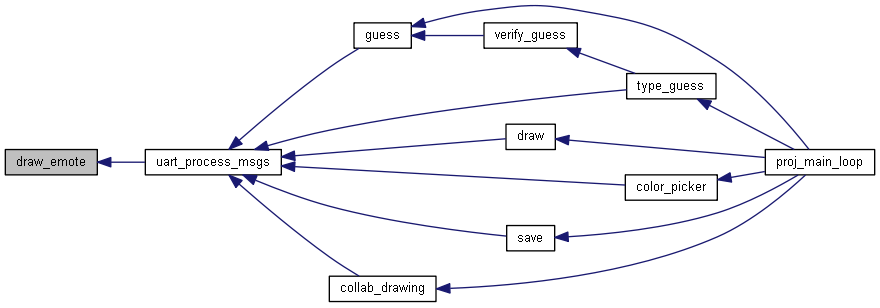 guess
verify_guess
type_guess
draw
draw_emote
uart_process_msgs
proj_main_loop
color_picker
save
collab_drawing